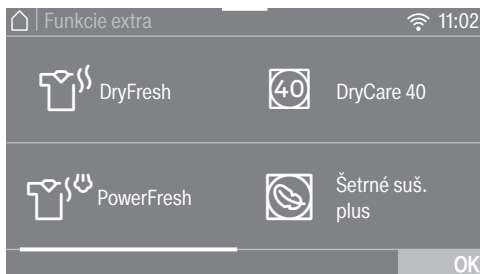 Funkcie extra
11:02
DryFresh
40
DryCare 40
PowerFresh
Šetrné suš.
plus
OK